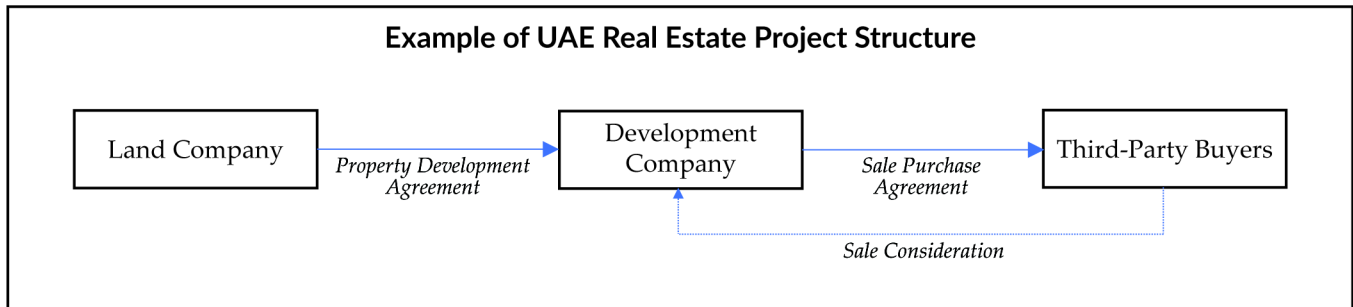 Example of UAE Real Estate Project Structure
Land Company
Property Development
Agreement
Development
Company
Sale Purchase
Agreement
Third-Party Buyers
Sale Consideration